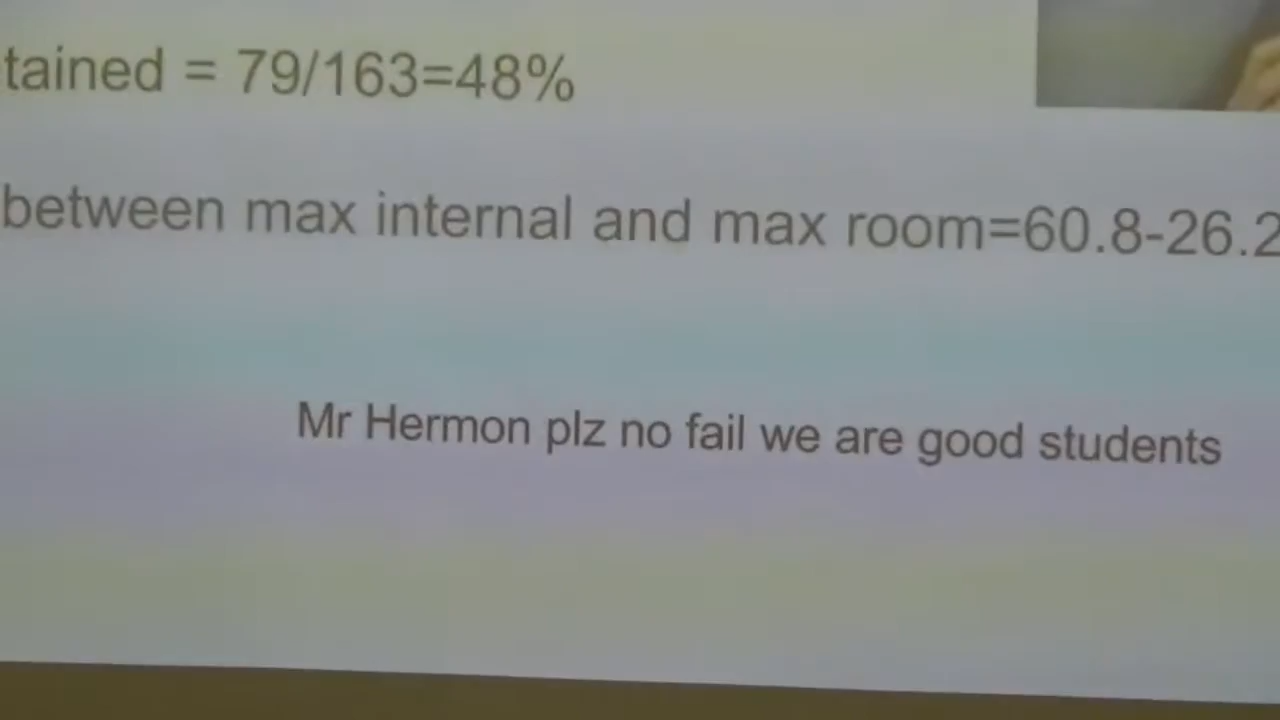 tained = 79/163=48%
between max internal and max room=60.8-26.2
Mr Hermon plz no fail we are good students